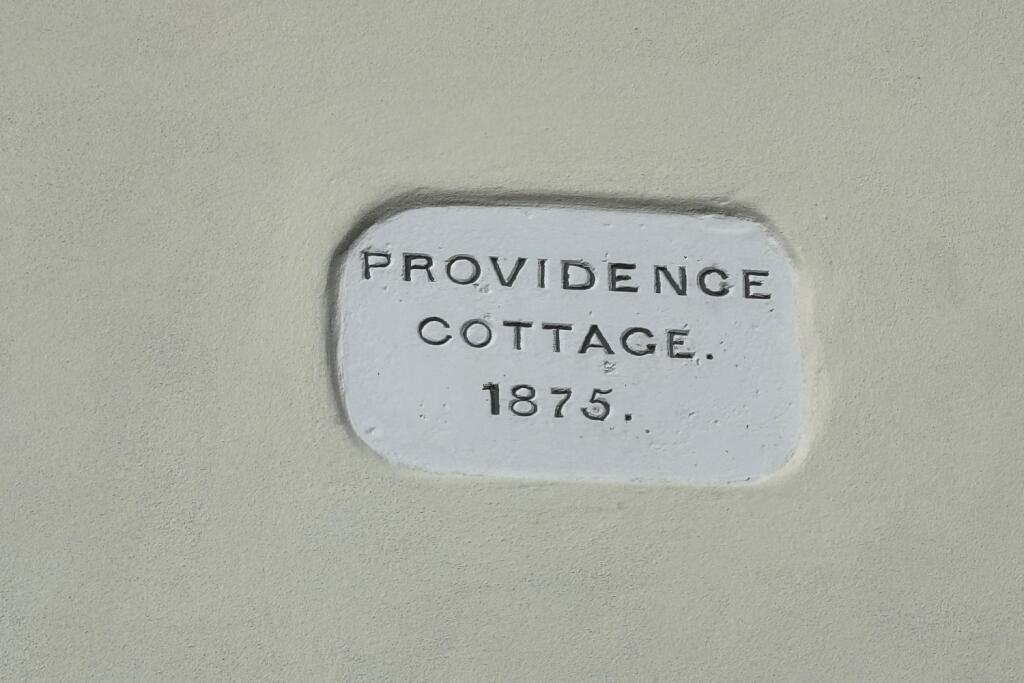 PROVIDENCE
COTTAGE.
1875.